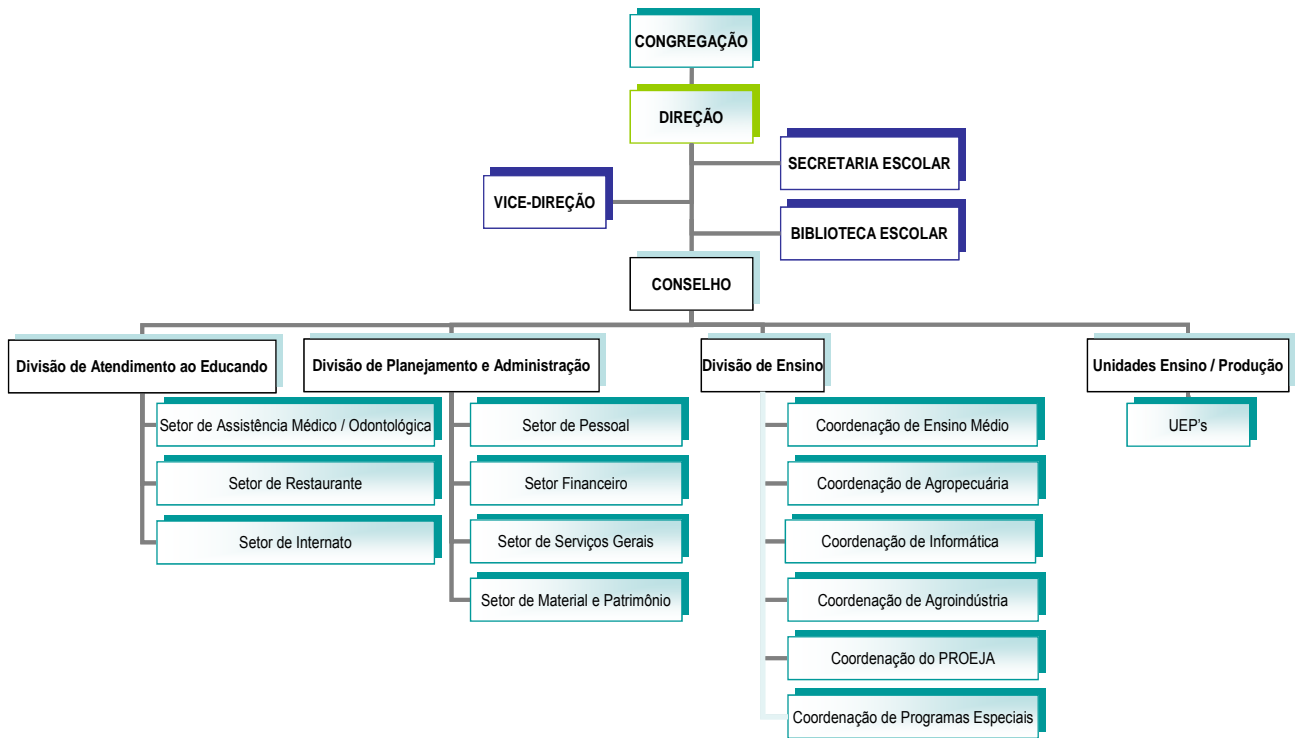 CONGREGAÇÃO
DIREÇÃO
SECRETARIA ESCOLAR
VICE-DIREÇÃO
BIBLIOTECA ESCOLAR
CONSELHO
Divisão de Atendimento ao Educando
Divisão de Planejamento e Administração
Divisão de Ensino
Unidades Ensino / Produção
Setor de Assistência Médico / Odontológica
Setor de Restaurante
Setor de Internato
Setor de Pessoal
Setor Financeiro
Setor de Serviços Gerais
Setor de Material e Patrimônio
Coordenação de Ensino Médio
Coordenação de Agropecuária
Coordenação de Informática
Coordenação de Agroindústria
Coordenação do PROEJA
Coordenação de Programas Especiais
UEP's